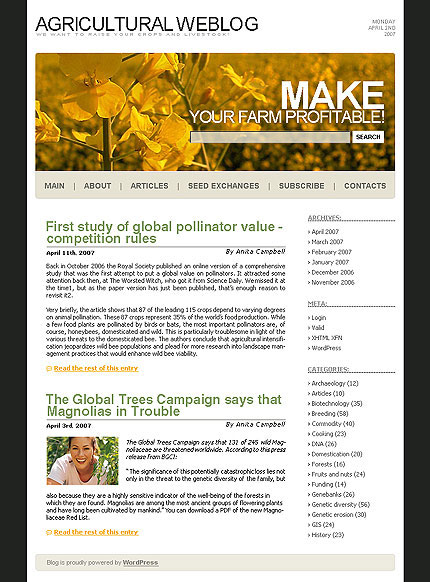 AGRICULTURAL WEBLOG
WE WANT TO RAISE YOUR CROPS AND LIVESTOCK!
MONDAY
APRIL 2ND
2007
MAKE
YOUR FARM PROFITABLE!
SEARCH
MAIN | ABOUT | ARTICLES | SEED EXCHANGES | SUBSCRIBE | CONTACTS
First study of global pollinator value -
competition rules
April 11th, 2007
By Anita Campbell
Back in October 2006 the Royal Society published an online version of a comprehensive
study that was the first attempt to put a global value on pollinators. It attracted some
attention back then, at The Worsted Witch, who got it from Science Daily. We missed it at
the time1, but as the paper version has just been published, that's enough reason to
revisit it2.
Very briefly, the article shows that 87 of the leading 115 crops depend to varying degrees
on animal pollination. These 87 crops represent 35% of the world's food production. While
a few food plants are pollinated by birds or bats, the most important pollinators are, of
course, honeybees, domesticated and wild. This is particularly troublesome in light of the
various threats to the domesticated bee. The authors conclude that agricultural intensifi-
cation jeopardizes wild bee populations and plead for more research into landscape man-
agement practices that would enhance wild bee viability.
Read the rest of this entry
The Global Trees Campaign says that
Magnolias in Trouble
April 3rd, 2007
By Anita Campbell
The Global Trees Campaign says that 131 of 245 wild Mag-
noliaceae are threatened worldwide. According to this press
release from BGCI:
"The significance of this potentially catastrophic loss lies not
only in the threat to the genetic diversity of the family, but
also because they are a highly sensitive indicator of the well-being of the forests in
which they are found. Magnolias are among the most ancient groups of flowering plants
and have long been cultivated by mankind." You can download a PDF of the new Magno-
liaceae Red List.
Read the rest of this entry
ARCHIVES:
April 2007
March 2007
February 2007
January 2007
December 2006
November 2006
META:
Login
Valid
XHTML XFN
WordPress
CATEGORIES:
Archaeology (12)
Articles (10)
Biotechnology (35)
Breeding (58)
Commodity (40)
Cooking (23)
DNA (26)
Domestication (20)
Forests (16)
Fruits and nuts (24)
Funding (14)
Genebanks (26)
Genetic diversity (56)
Genetic erosion (30)
GIS (24)
History (23)
Blog is proudly powered by WordPress